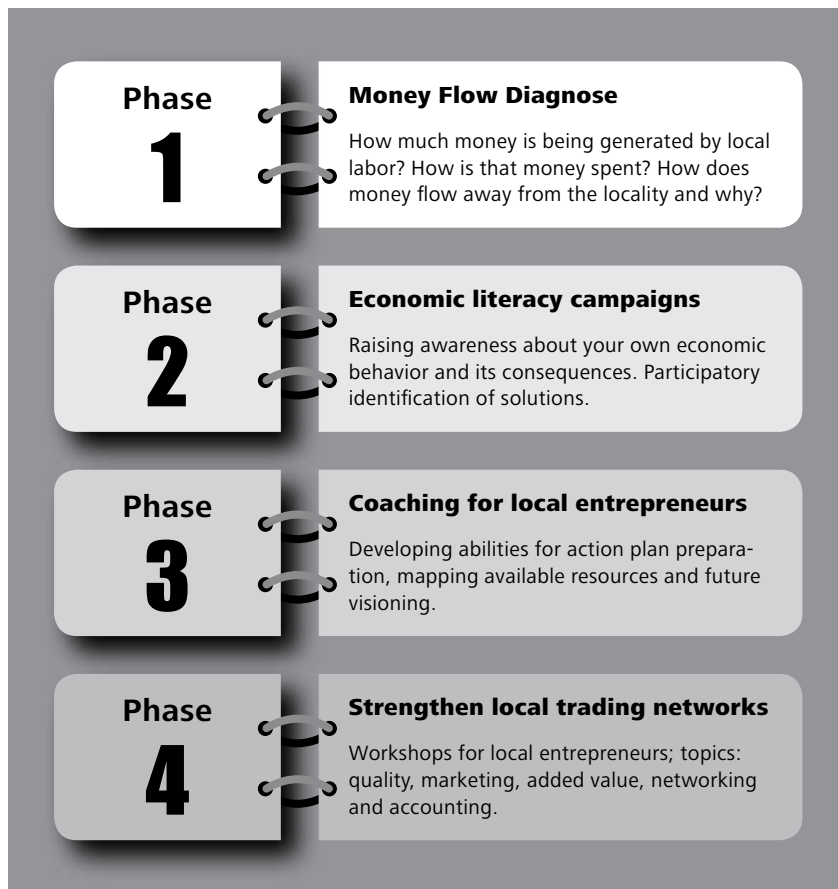 Phase
1
Money Flow Diagnose
How much money is being generated by local
labor? How is that money spent? How does
money flow away from the locality and why?
Phase
2
Economic literacy campaigns
Raising awareness about your own economic
behavior and its consequences. Participatory
identification of solutions.
Phase
3
Coaching for local entrepreneurs
Developing abilities for action plan prepara-
tion, mapping available resources and future
visioning.
Phase
4
Strengthen local trading networks
Workshops for local entrepreneurs; topics:
quality, marketing, added value, networking
and accounting.